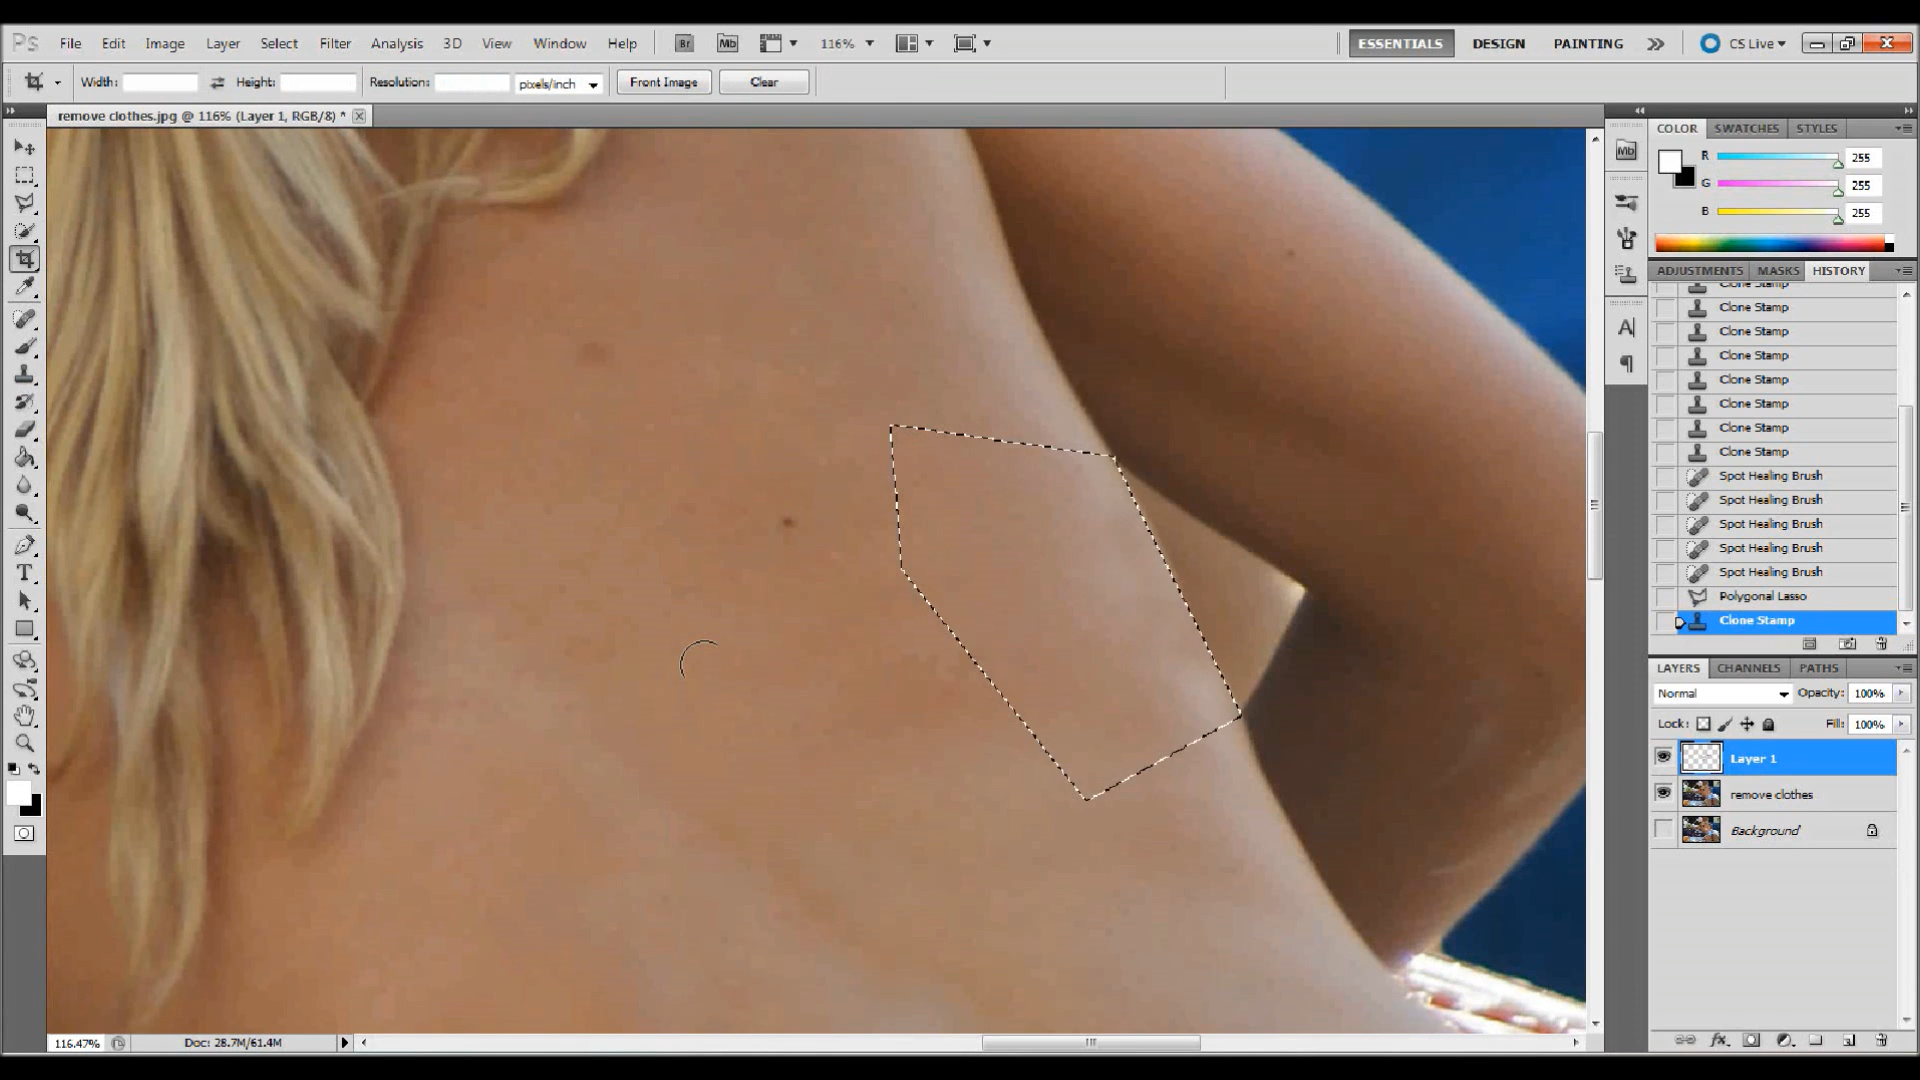 Ps File Edit Image Layer Select Filter Analysis 3D View Window Help Br Mb 116% ESSENTIALS DESIGN PAINTING CS Live
Width: Height: Resolution: pixels/inch Front Image Clear
remove clothes.jpg @ 116% (Layer 1, RGB/8) *
COLOR SWATCHES STYLES
Mb
R 255
G 255
B 255
ADJUSTMENTS MASKS HISTORY
Clone Stamp
Clone Stamp
Clone Stamp
Clone Stamp
Clone Stamp
Clone Stamp
Clone Stamp
Clone Stamp
Spot Healing Brush
Spot Healing Brush
Spot Healing Brush
Spot Healing Brush
Spot Healing Brush
Polygonal Lasso
Clone Stamp
LAYERS CHANNELS PATHS
Normal Opacity: 100%
Lock: Fill: 100%
Layer 1
remove clothes
Background
116.47% Doc: 28.7M/61.4M